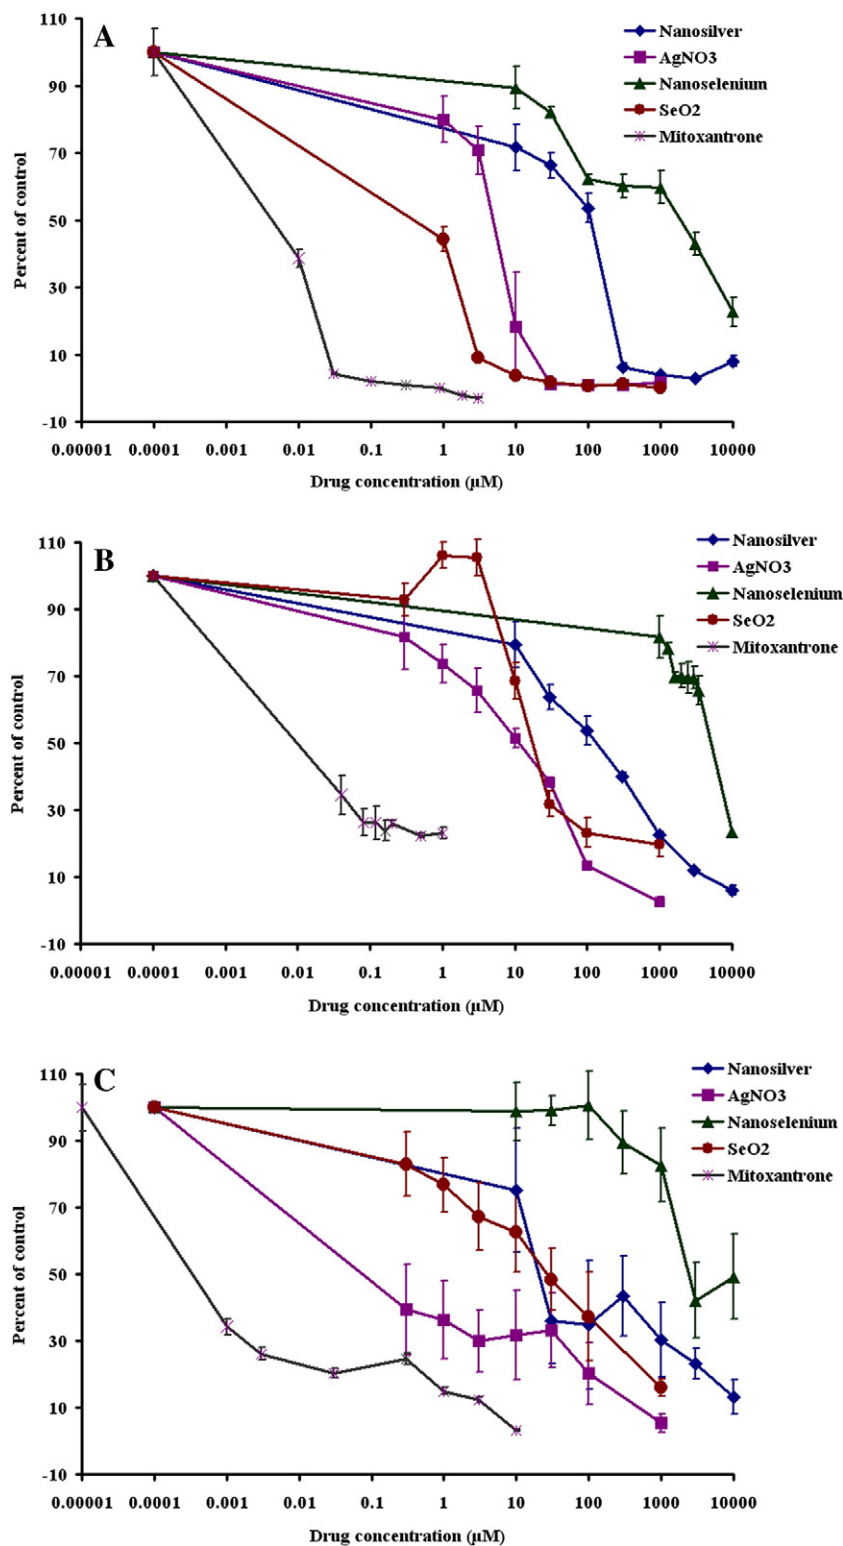 A
110
90
70
50
30
10
-10
Percent of control
0.00001 0.0001 0.001 0.01 0.1 1 10 100 1000 10000
Drug concentration (µM)
Nanosilver
AgNO3
Nanoselenium
SeO2
Mitoxantrone
B
110
90
70
50
30
10
-10
Percent of control
0.00001 0.0001 0.001 0.01 0.1 1 10 100 1000 10000
Drug concentration (µM)
Nanosilver
AgNO3
Nanoselenium
SeO2
Mitoxantrone
C
110
90
70
50
30
10
-10
Percent of control
0.00001 0.0001 0.001 0.01 0.1 1 10 100 1000 10000
Drug concentration (µM)
Nanosilver
AgNO3
Nanoselenium
SeO2
Mitoxantrone